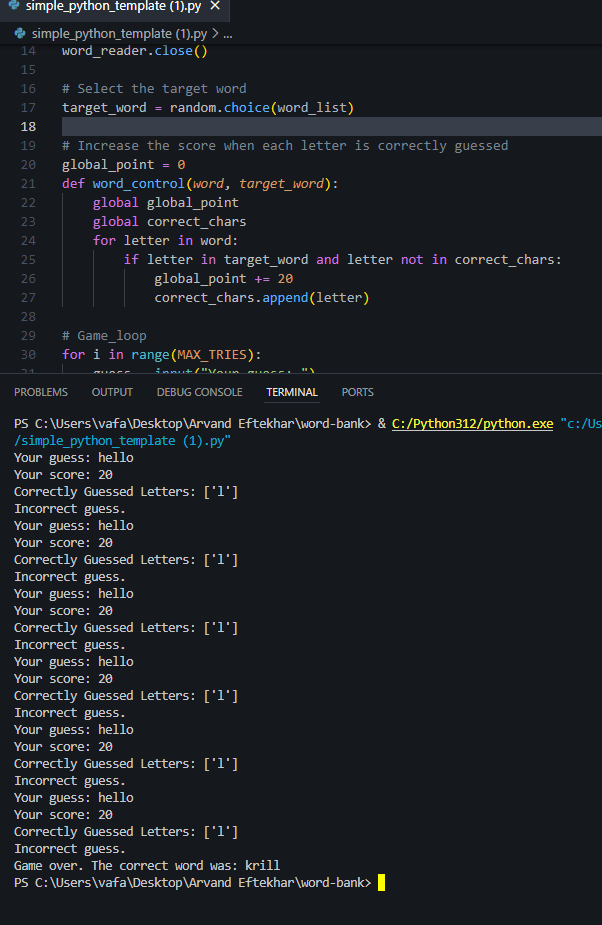 simple_python_template (1).py ×
simple_python_template (1).py > ...
14 word_reader.close()
15
16 # Select the target word
17 target_word = random.choice(word_list)
18
19 # Increase the score when each letter is correctly guessed
20 global_point = 0
21 def word_control(word, target_word):
22     global global_point
23     global correct_chars
24     for letter in word:
25         if letter in target_word and letter not in correct_chars:
26             global_point += 20
27             correct_chars.append(letter)
28
29 # Game_loop
30 for i in range(MAX_TRIES):
31     guess = input("Your guess: ")
PROBLEMS OUTPUT DEBUG CONSOLE TERMINAL PORTS
PS C:\Users\vafa\Desktop\Arvand Eftekhar\word-bank> & C:/Python312/python.exe "c:/Us
/simple_python_template (1).py"
Your guess: hello
Your score: 20
Correctly Guessed Letters: ['l']
Incorrect guess.
Your guess: hello
Your score: 20
Correctly Guessed Letters: ['l']
Incorrect guess.
Your guess: hello
Your score: 20
Correctly Guessed Letters: ['l']
Incorrect guess.
Your guess: hello
Your score: 20
Correctly Guessed Letters: ['l']
Incorrect guess.
Your guess: hello
Your score: 20
Correctly Guessed Letters: ['l']
Incorrect guess.
Your guess: hello
Your score: 20
Correctly Guessed Letters: ['l']
Incorrect guess.
Game over. The correct word was: krill
PS C:\Users\vafa\Desktop\Arvand Eftekhar\word-bank>